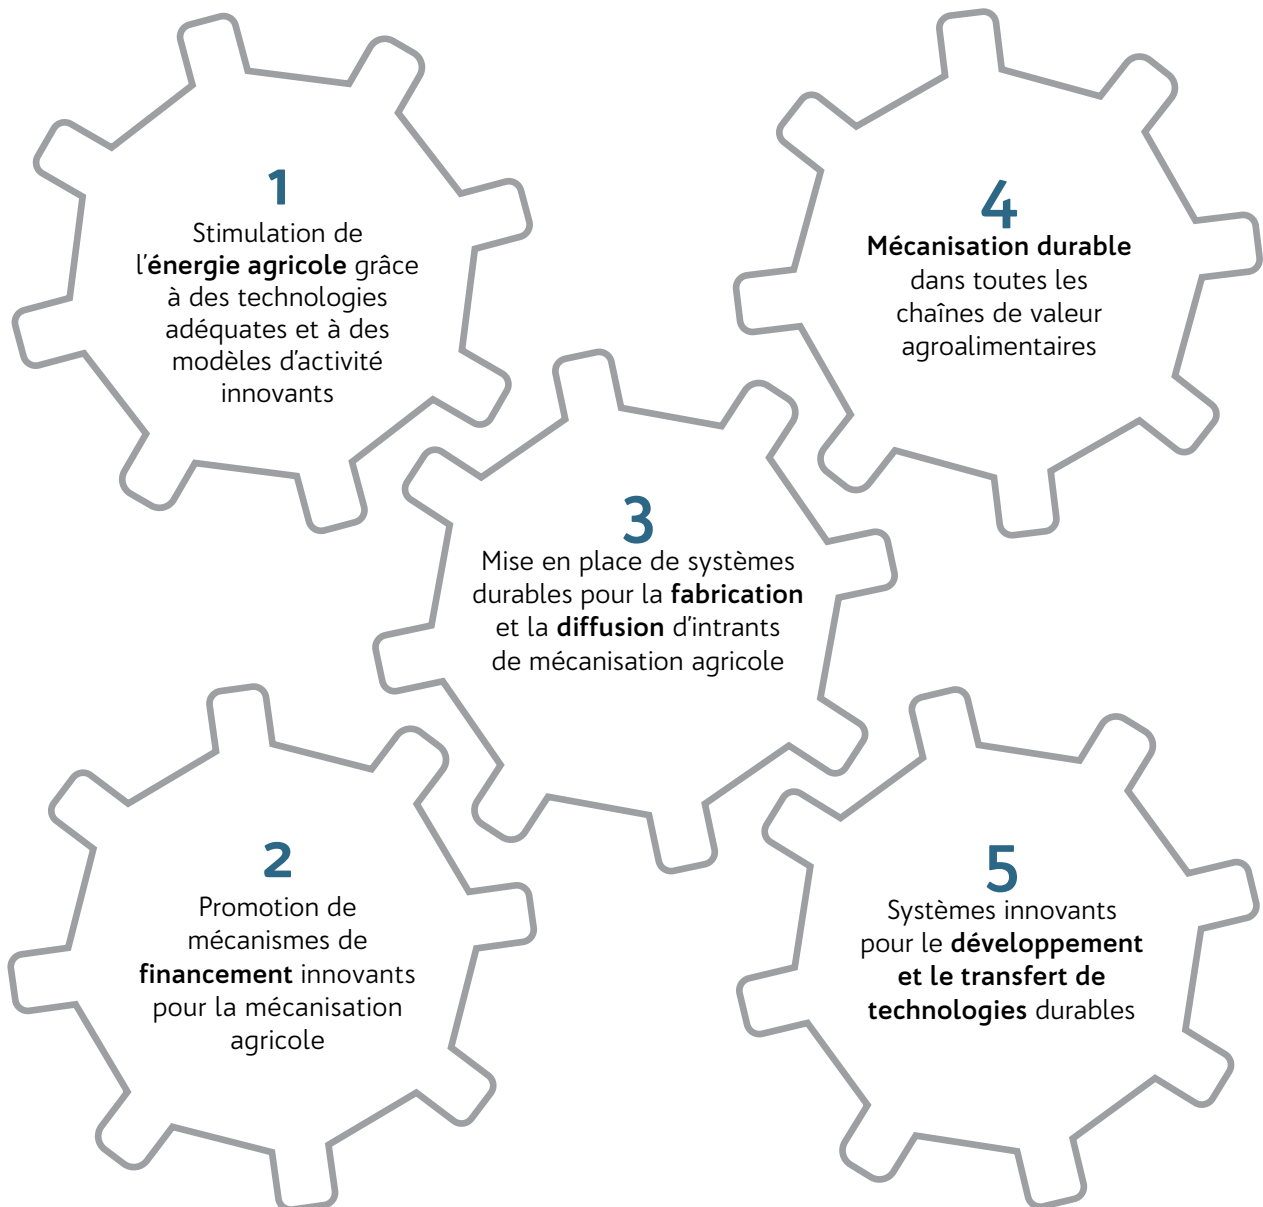 1
Stimulation de
l'énergie agricole grâce
à des technologies
adéquates et à des
modèles d'activité
innovants
2
Promotion de
mécanismes de
financement innovants
pour la mécanisation
agricole
3
Mise en place de systèmes
durables pour la fabrication
et la diffusion d'intrants
de mécanisation agricole
4
Mécanisation durable
dans toutes les
chaînes de valeur
agroalimentaires
5
Systèmes innovants
pour le développement
et le transfert de
technologies durables